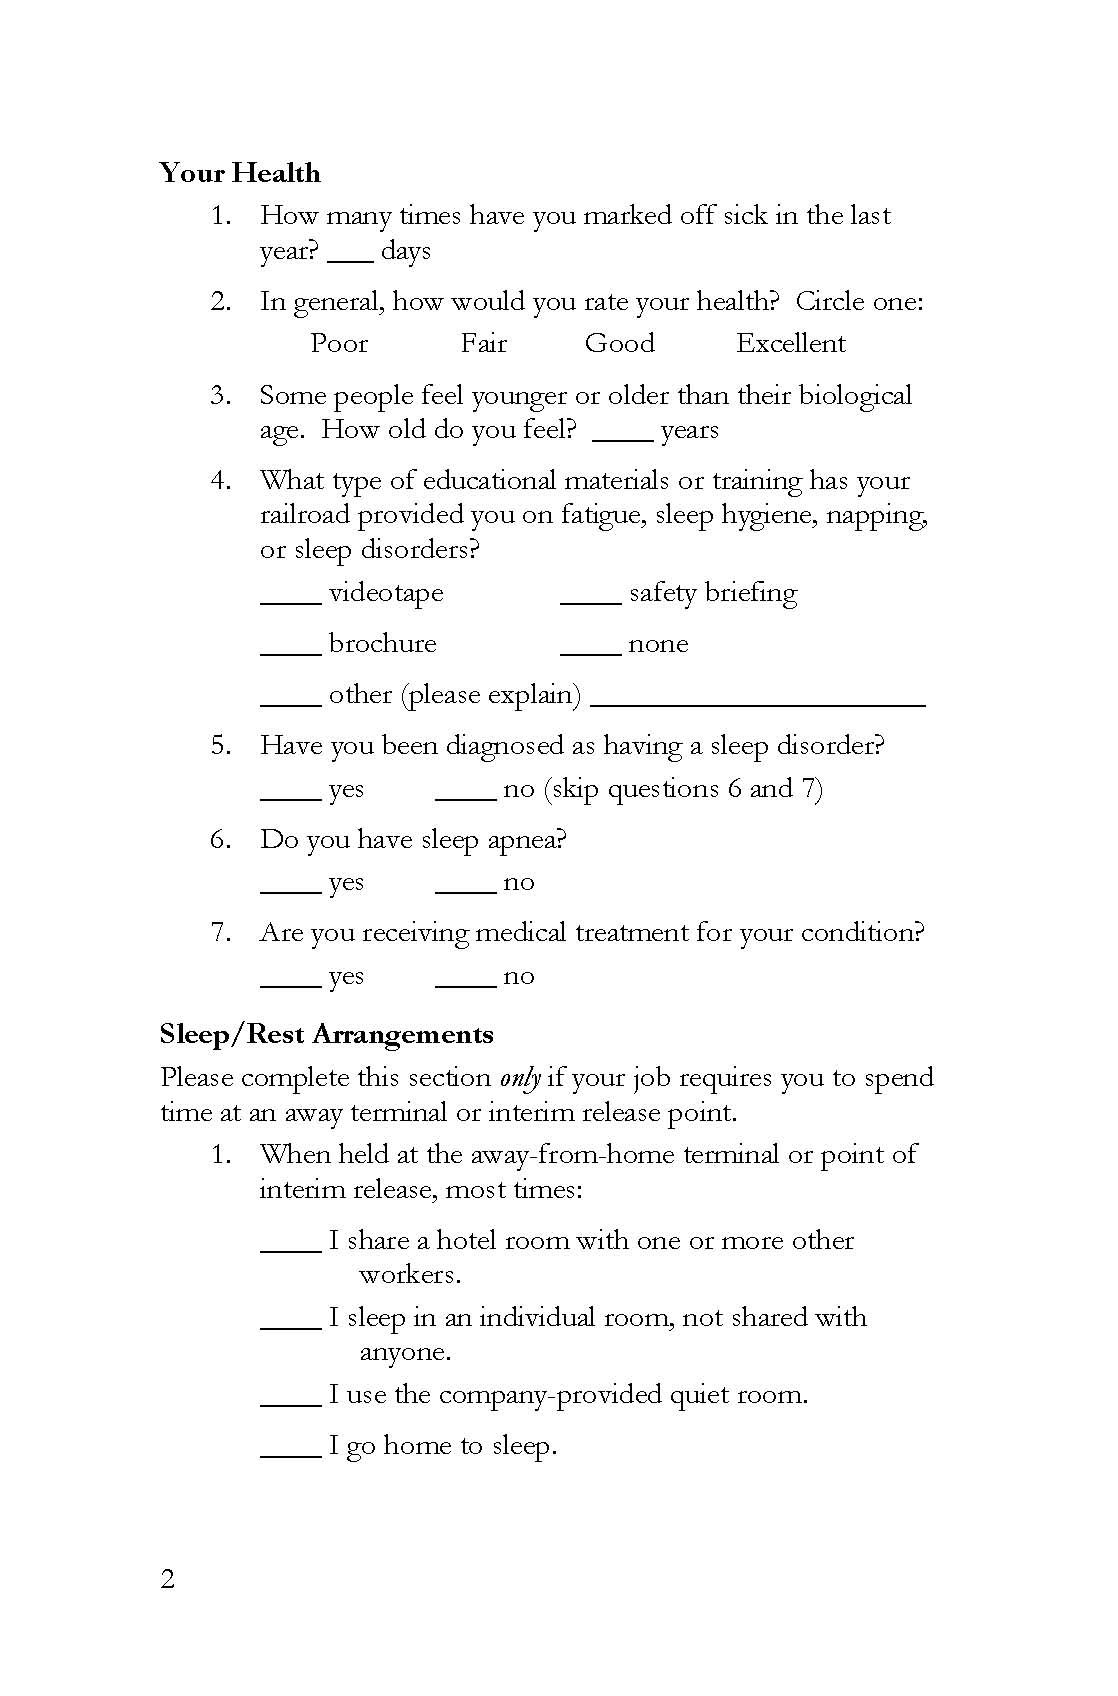 Your Health
1. How many times have you marked off sick in the last
year? ___ days
2. In general, how would you rate your health?  Circle one:
Poor Fair Good Excellent
3. Some people feel younger or older than their biological
age.  How old do you feel?  ____ years
4. What type of educational materials or training has your
railroad provided you on fatigue, sleep hygiene, napping,
or sleep disorders?
____ videotape ____ safety briefing
____ brochure ____ none
____ other (please explain) ______________________
5. Have you been diagnosed as having a sleep disorder?
____ yes ____ no (skip questions 6 and 7)
6. Do you have sleep apnea?
____ yes ____ no
7. Are you receiving medical treatment for your condition?
____ yes ____ no
Sleep/Rest Arrangements
Please complete this section only if your job requires you to spend
time at an away terminal or interim release point.
1. When held at the away-from-home terminal or point of
interim release, most times:
____ I share a hotel room with one or more other
workers.
____ I sleep in an individual room, not shared with
anyone.
____ I use the company-provided quiet room.
____ I go home to sleep.
2